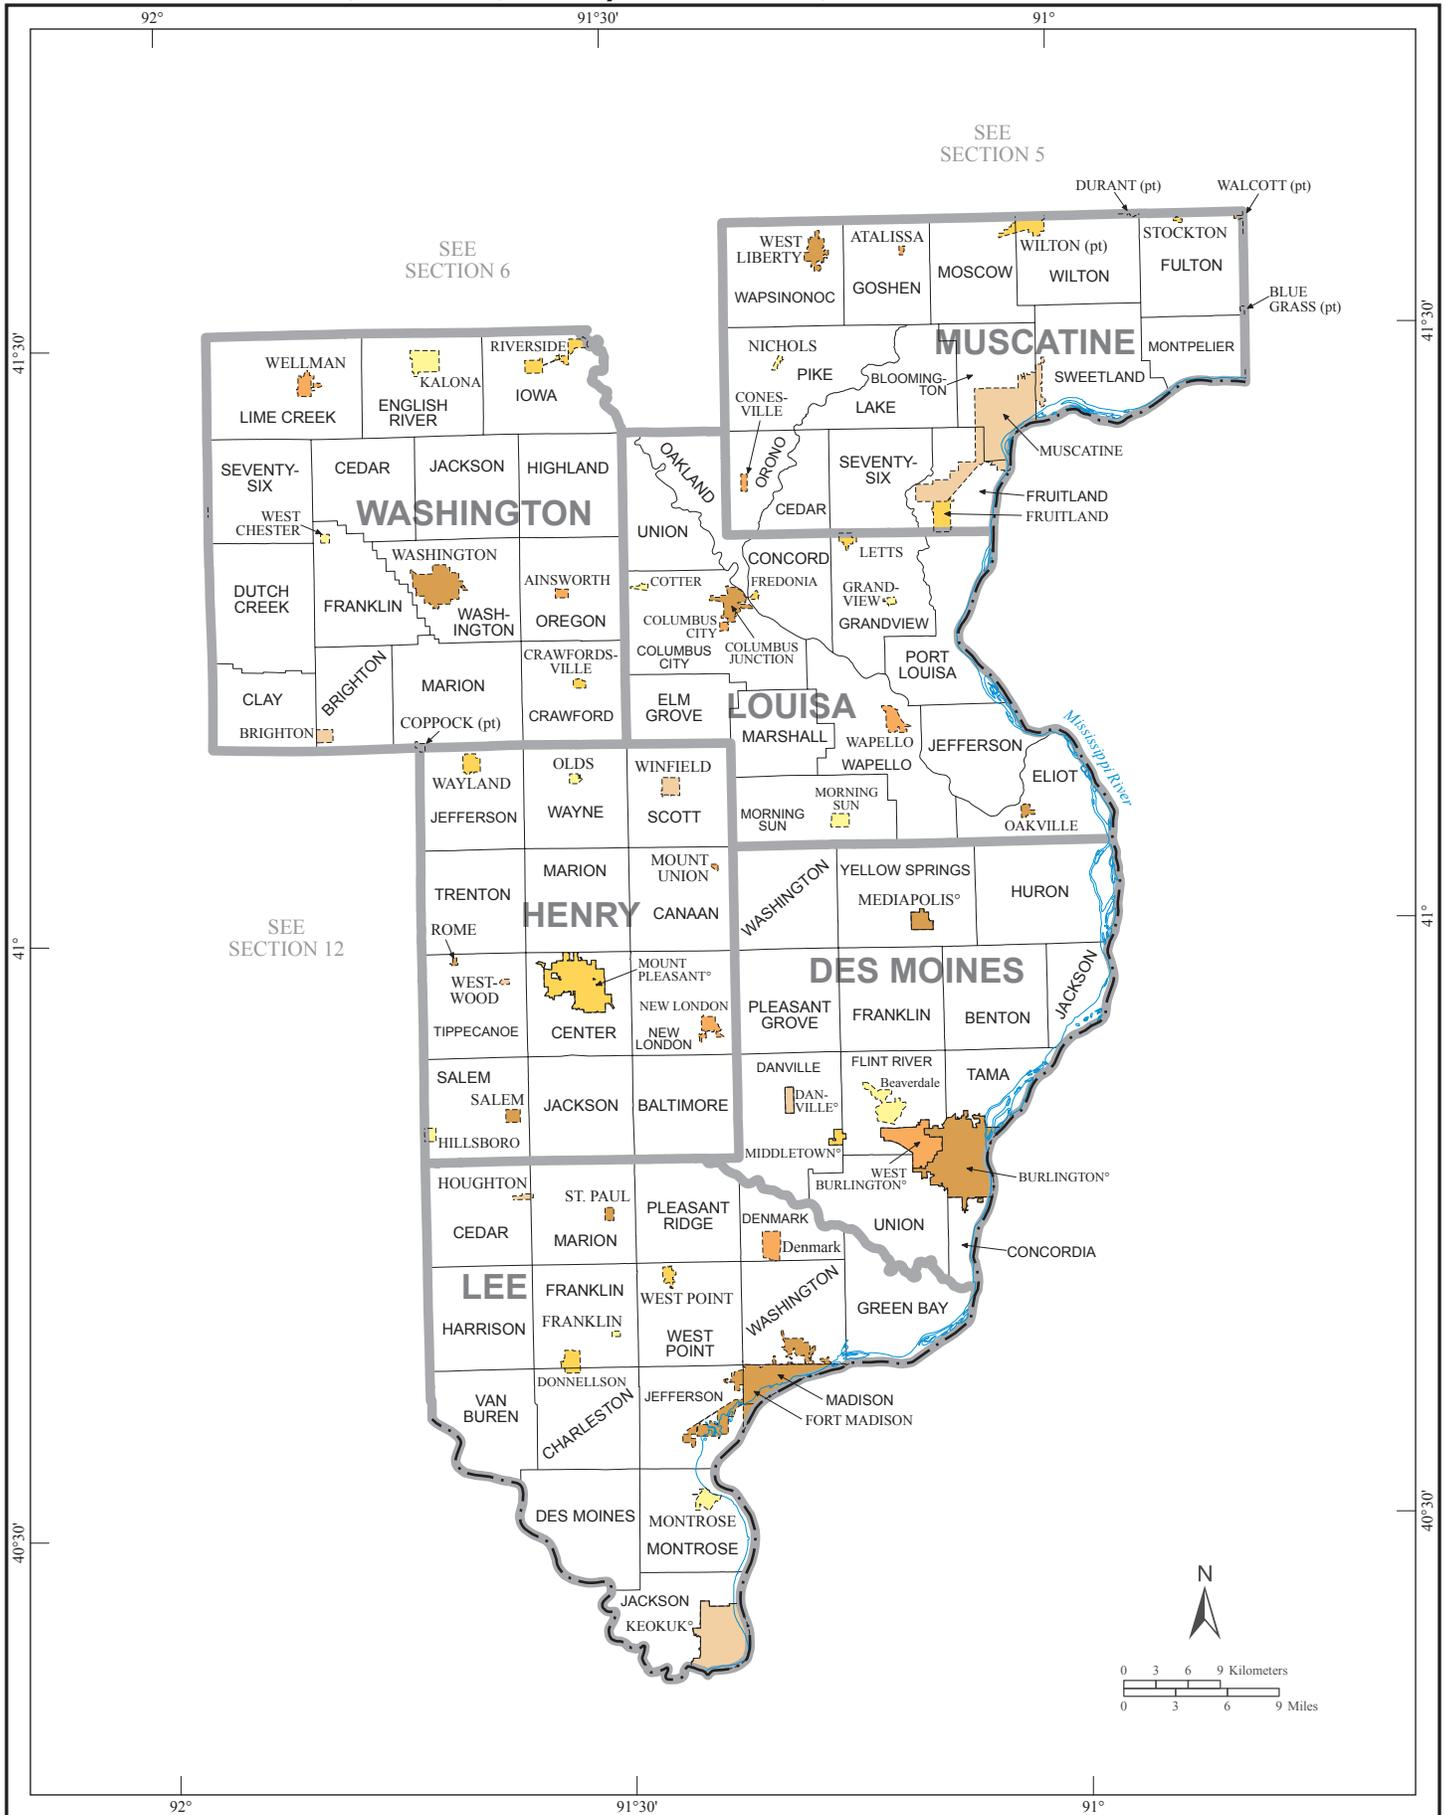 92°
91°30'
91°
SEE
SECTION 5
DURANT (pt)
WALCOTT (pt)
SEE
SECTION 6
WEST
LIBERTY
ATALISSA
WILTON (pt)
STOCKTON
WAPSINONOC
GOSHEN
MOSCOW
WILTON
FULTON
BLUE
GRASS (pt)
41°30'
41°30'
MUSCATINE
NICHOLS
PIKE
BLOOMING-
TON
MONTPELIER
SWEETLAND
CONES-
VILLE
LAKE
MUSCATINE
ORONO
SEVENTY-
SIX
CEDAR
FRUITLAND
FRUITLAND
WELLMAN
KALONA
RIVERSIDE
LIME CREEK
ENGLISH
RIVER
IOWA
SEVENTY-
SIX
CEDAR
JACKSON
HIGHLAND
WASHINGTON
WEST
CHESTER
WASHINGTON
AINSWORTH
DUTCH
CREEK
FRANKLIN
WASH-
INGTON
OREGON
CRAWFORDS-
VILLE
CLAY
BRIGHTON
MARION
CRAWFORD
BRIGHTON
COPPOCK (pt)
OAKLAND
UNION
CONCORD
LETTS
COTTER
FREDONIA
GRAND-
VIEW
GRANDVIEW
COLUMBUS
CITY
COLUMBUS
JUNCTION
COLUMBUS
CITY
PORT
LOUISA
ELM
GROVE
LOUISA
MARSHALL
WAPELLO
WAPELLO
JEFFERSON
Mississippi River
ELIOT
MORNING
SUN
MORNING
SUN
OAKVILLE
WAYLAND
OLDS
WINFIELD
JEFFERSON
WAYNE
SCOTT
MARION
MOUNT
UNION
TRENTON
HENRY
CANAAN
ROME
SEE
SECTION 12
41°
41°
WEST-
WOOD
MOUNT
PLEASANT°
NEW LONDON
TIPPECANOE
CENTER
NEW
LONDON
SALEM
SALEM
JACKSON
BALTIMORE
HILLSBORO
WASHINGTON
YELLOW SPRINGS
MEDIAPOLIS°
HURON
DES MOINES
PLEASANT
GROVE
FRANKLIN
BENTON
JACKSON
DANVILLE
FLINT RIVER
TAMA
Beaverdale
DAN-
VILLE°
MIDDLETOWN°
WEST
BURLINGTON°
BURLINGTON°
UNION
CONCORDIA
HOUGHTON
ST. PAUL
PLEASANT
RIDGE
DENMARK
CEDAR
MARION
Denmark
LEE
FRANKLIN
WEST POINT
WASHINGTON
GREEN BAY
HARRISON
FRANKLIN
WEST
POINT
DONNELLSON
VAN
BUREN
CHARLESTON
JEFFERSON
MADISON
FORT MADISON
DES MOINES
MONTROSE
MONTROSE
40°30'
40°30'
JACKSON
KEOKUK°
N
0 3 6 9 Kilometers
0 3 6 9 Miles
92°
91°30'
91°